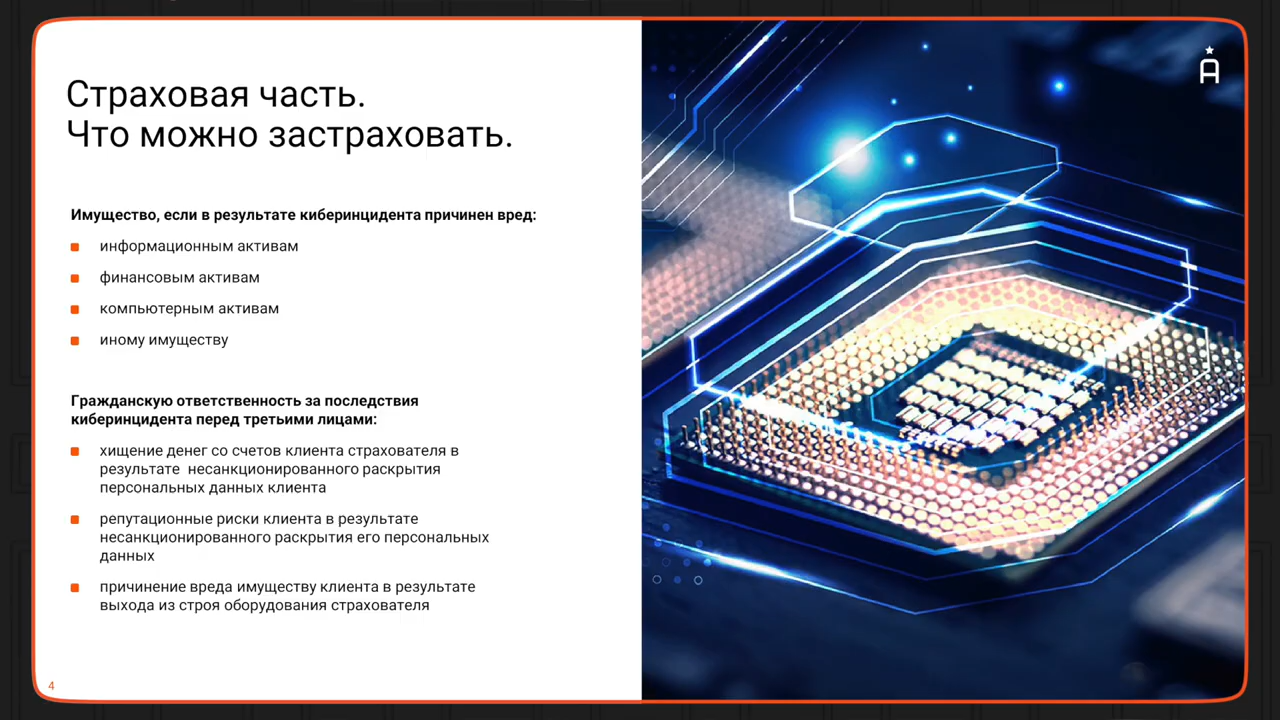 Страховая часть.
Что можно застраховать.
Имущество, если в результате киберинцидента причинен вред:
информационным активам
финансовым активам
компьютерным активам
иному имуществу
Гражданскую ответственность за последствия
киберинцидента перед третьими лицами:
хищение денег со счетов клиента страхователя в
результате  несанкционированного раскрытия
персональных данных клиента
репутационные риски клиента в результате
несанкционированного раскрытия его персональных
данных
причинение вреда имуществу клиента в результате
выхода из строя оборудования страхователя
4